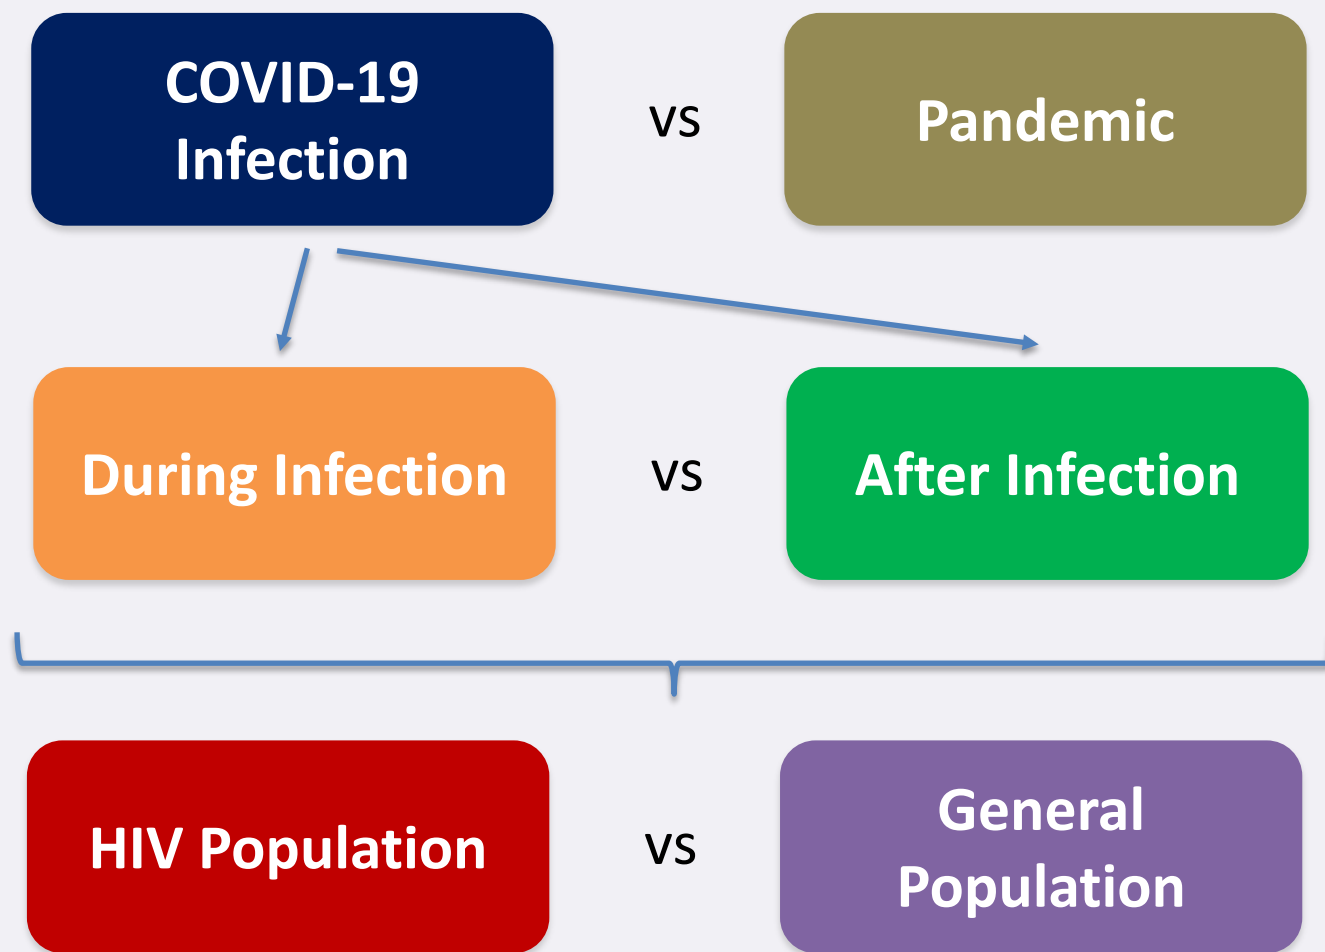 COVID-19
Infection
vs
Pandemic
During Infection
vs
After Infection
HIV Population
vs
General
Population